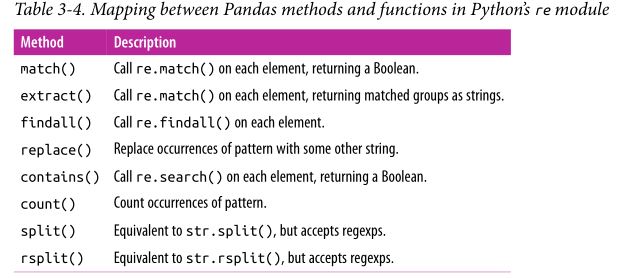 Table 3-4. Mapping between Pandas methods and functions in Python's re module
Method Description
match() Call re.match() on each element, returning a Boolean.
extract() Call re.match() on each element, returning matched groups as strings.
findall() Call re.findall() on each element.
replace() Replace occurrences of pattern with some other string.
contains() Call re.search() on each element, returning a Boolean.
count() Count occurrences of pattern.
split() Equivalent to str.split(), but accepts regexps.
rsplit() Equivalent to str.rsplit(), but accepts regexps.